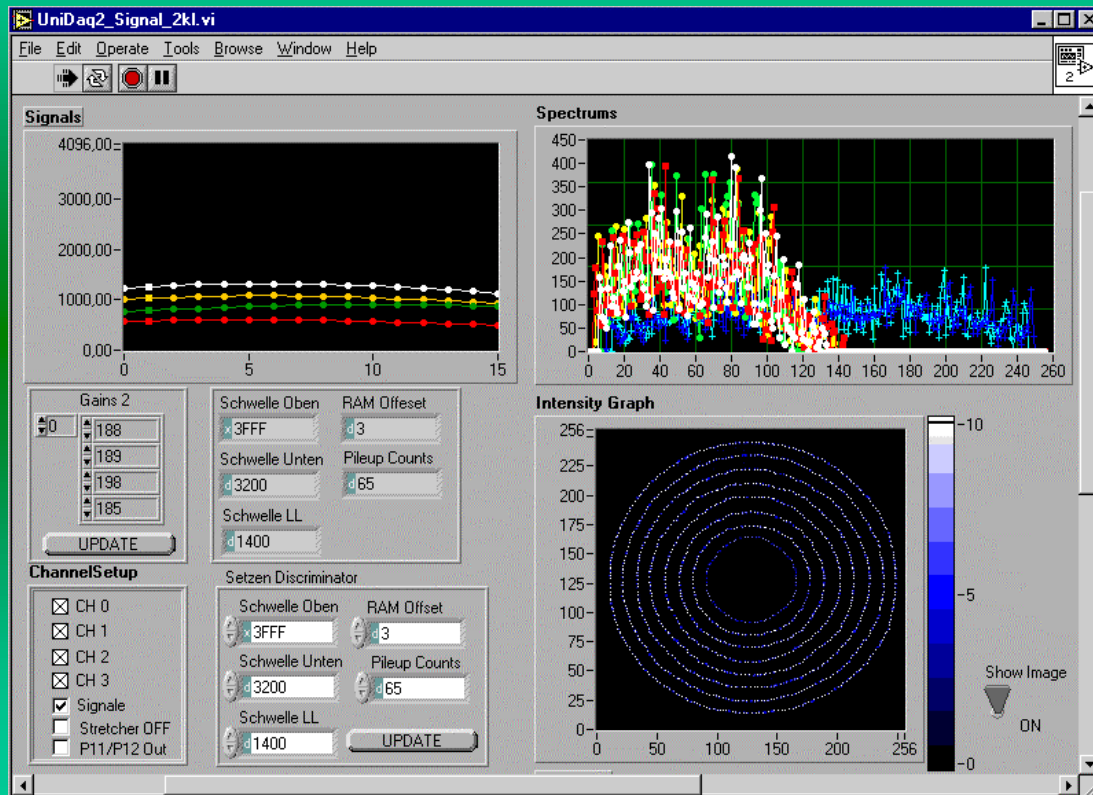 UniDaq2_Signal_2kl.vi
File Edit Operate Tools Browse Window Help
2
Signals
4096,00
3000,00
2000,00
1000,00
0,00
0 5 10 15
Spectrums
450
400
350
300
250
200
150
100
50
0
0 20 40 60 80 100 120 140 160 180 200 220 240 260
Gains 2
0
188
189
198
185
UPDATE
Schwelle Oben RAM Offeset
x 3FFF d 3
Schwelle Unten Pileup Counts
d 3200 d 65
Schwelle LL
d 1400
ChannelSetup
CH 0
CH 1
CH 2
CH 3
Signale
Stretcher OFF
P11/P12 Out
Setzen Discriminator
Schwelle Oben RAM Offset
x 3FFF d 3
Schwelle Unten Pileup Counts
d 3200 d 65
Schwelle LL
d 1400 UPDATE
Intensity Graph
256
225
200
175
150
125
100
75
50
25
0
0 50 100 150 200 256
10
5
0
Show Image
ON